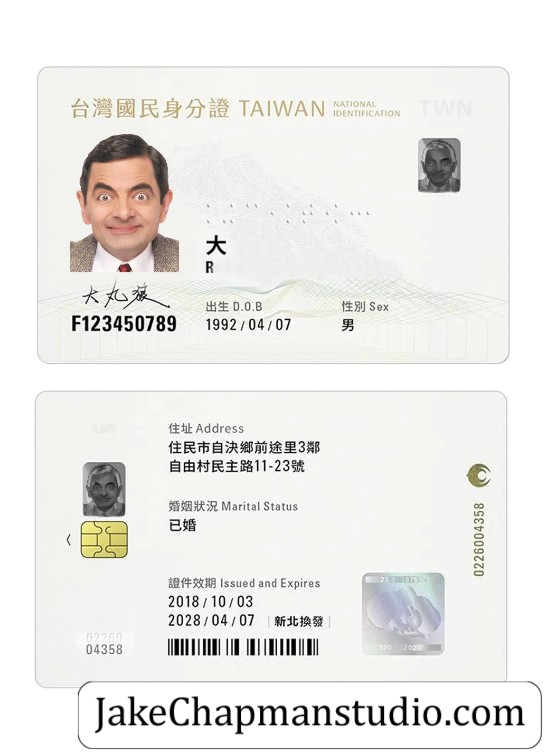 台灣國民身分證 TAIWAN NATIONAL IDENTIFICATION TWN
大
R
出生 D.O.B 性別 Sex
F123450789 1992 / 04 / 07 男
住址 Address
住民市自決鄉前途里3鄰
自由村民主路11-23號
婚姻狀況 Marital Status
已婚
0226004358
證件效期 Issued and Expires
2018 / 10 / 03
2028 / 04 / 07 [ 新北換發 ]
02260
04358
JakeChapmanstudio.com